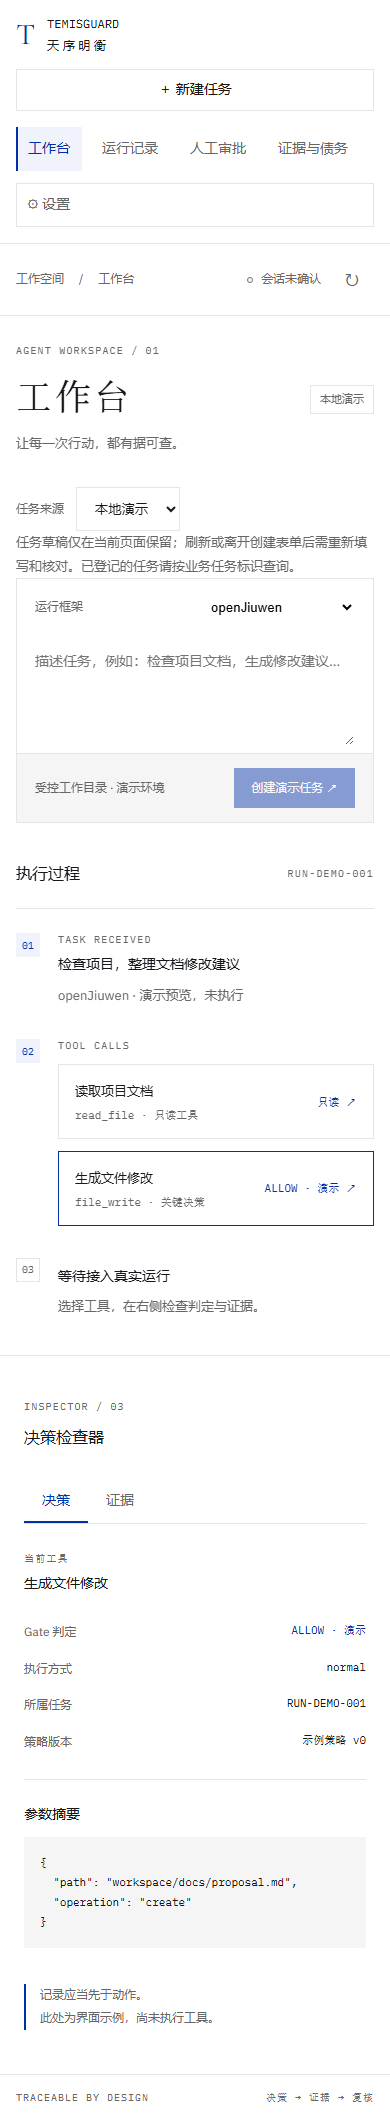 T
TEMISGUARD
天序明衡
+ 新建任务
工作台 运行记录 人工审批 证据与债务
⚙ 设置
工作空间 / 工作台 会话未确认 ↻
AGENT WORKSPACE / 01
工作台 本地演示
让每一次行动，都有据可查。
任务来源 本地演示
任务草稿仅在当前页面保留；刷新或离开创建表单后需重新填
写和核对。已登记的任务请按业务任务标识查询。
运行框架 openJiuwen
描述任务，例如：检查项目文档，生成修改建议...
受控工作目录 · 演示环境 创建演示任务 ↗
执行过程 RUN-DEMO-001
01 TASK RECEIVED
检查项目，整理文档修改建议
openJiuwen · 演示预览，未执行
02 TOOL CALLS
读取项目文档 只读 ↗
read_file · 只读工具
生成文件修改 ALLOW · 演示 ↗
file_write · 关键决策
03 等待接入真实运行
选择工具，在右侧检查判定与证据。
INSPECTOR / 03
决策检查器
决策 证据
当前工具
生成文件修改
Gate 判定 ALLOW · 演示
执行方式 normal
所属任务 RUN-DEMO-001
策略版本 示例策略 v0
参数摘要
{
"path": "workspace/docs/proposal.md",
"operation": "create"
}
记录应当先于动作。
此处为界面示例，尚未执行工具。
TRACEABLE BY DESIGN 决策 → 证据 → 复核